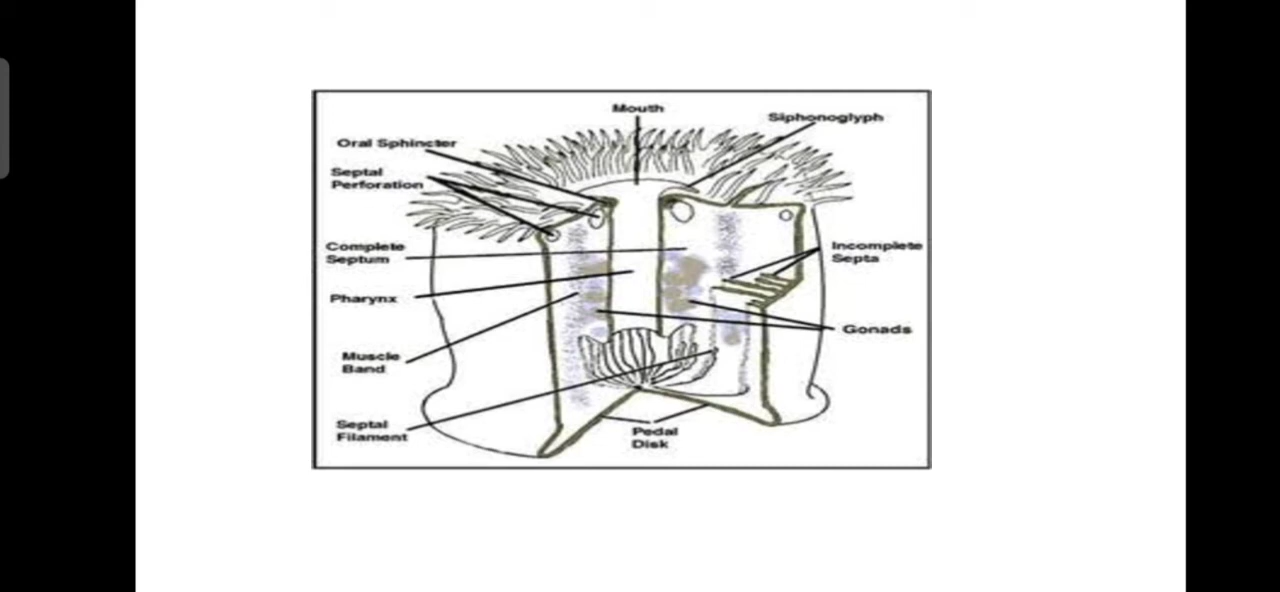 Mouth
Siphonoglyph
Oral Sphincter
Septal
Perforation
Complete
Septum
Incomplete
Septa
Pharynx
Gonads
Muscle
Band
Septal
Filament
Pedal
Disk